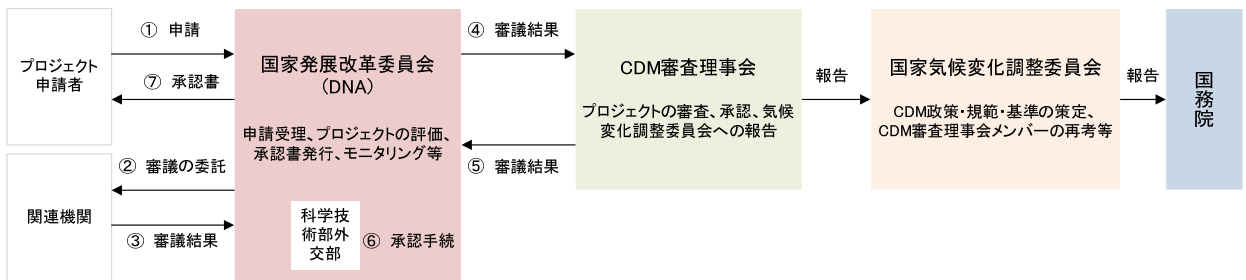 プロジェクト
申請者
① 申請
⑦ 承認書
関連機関
② 審議の委託
③ 審議結果
国家発展改革委員会
(DNA)
申請受理、プロジェクトの評価、
承認書発行、モニタリング等
科学技
術部外
交部
⑥ 承認手続
④ 審議結果
⑤ 審議結果
CDM審査理事会
プロジェクトの審査、承認、気候
変化調整委員会への報告
報告
国家気候変化調整委員会
CDM政策・規範・基準の策定、
CDM審査理事会メンバーの再考等
報告
国務院